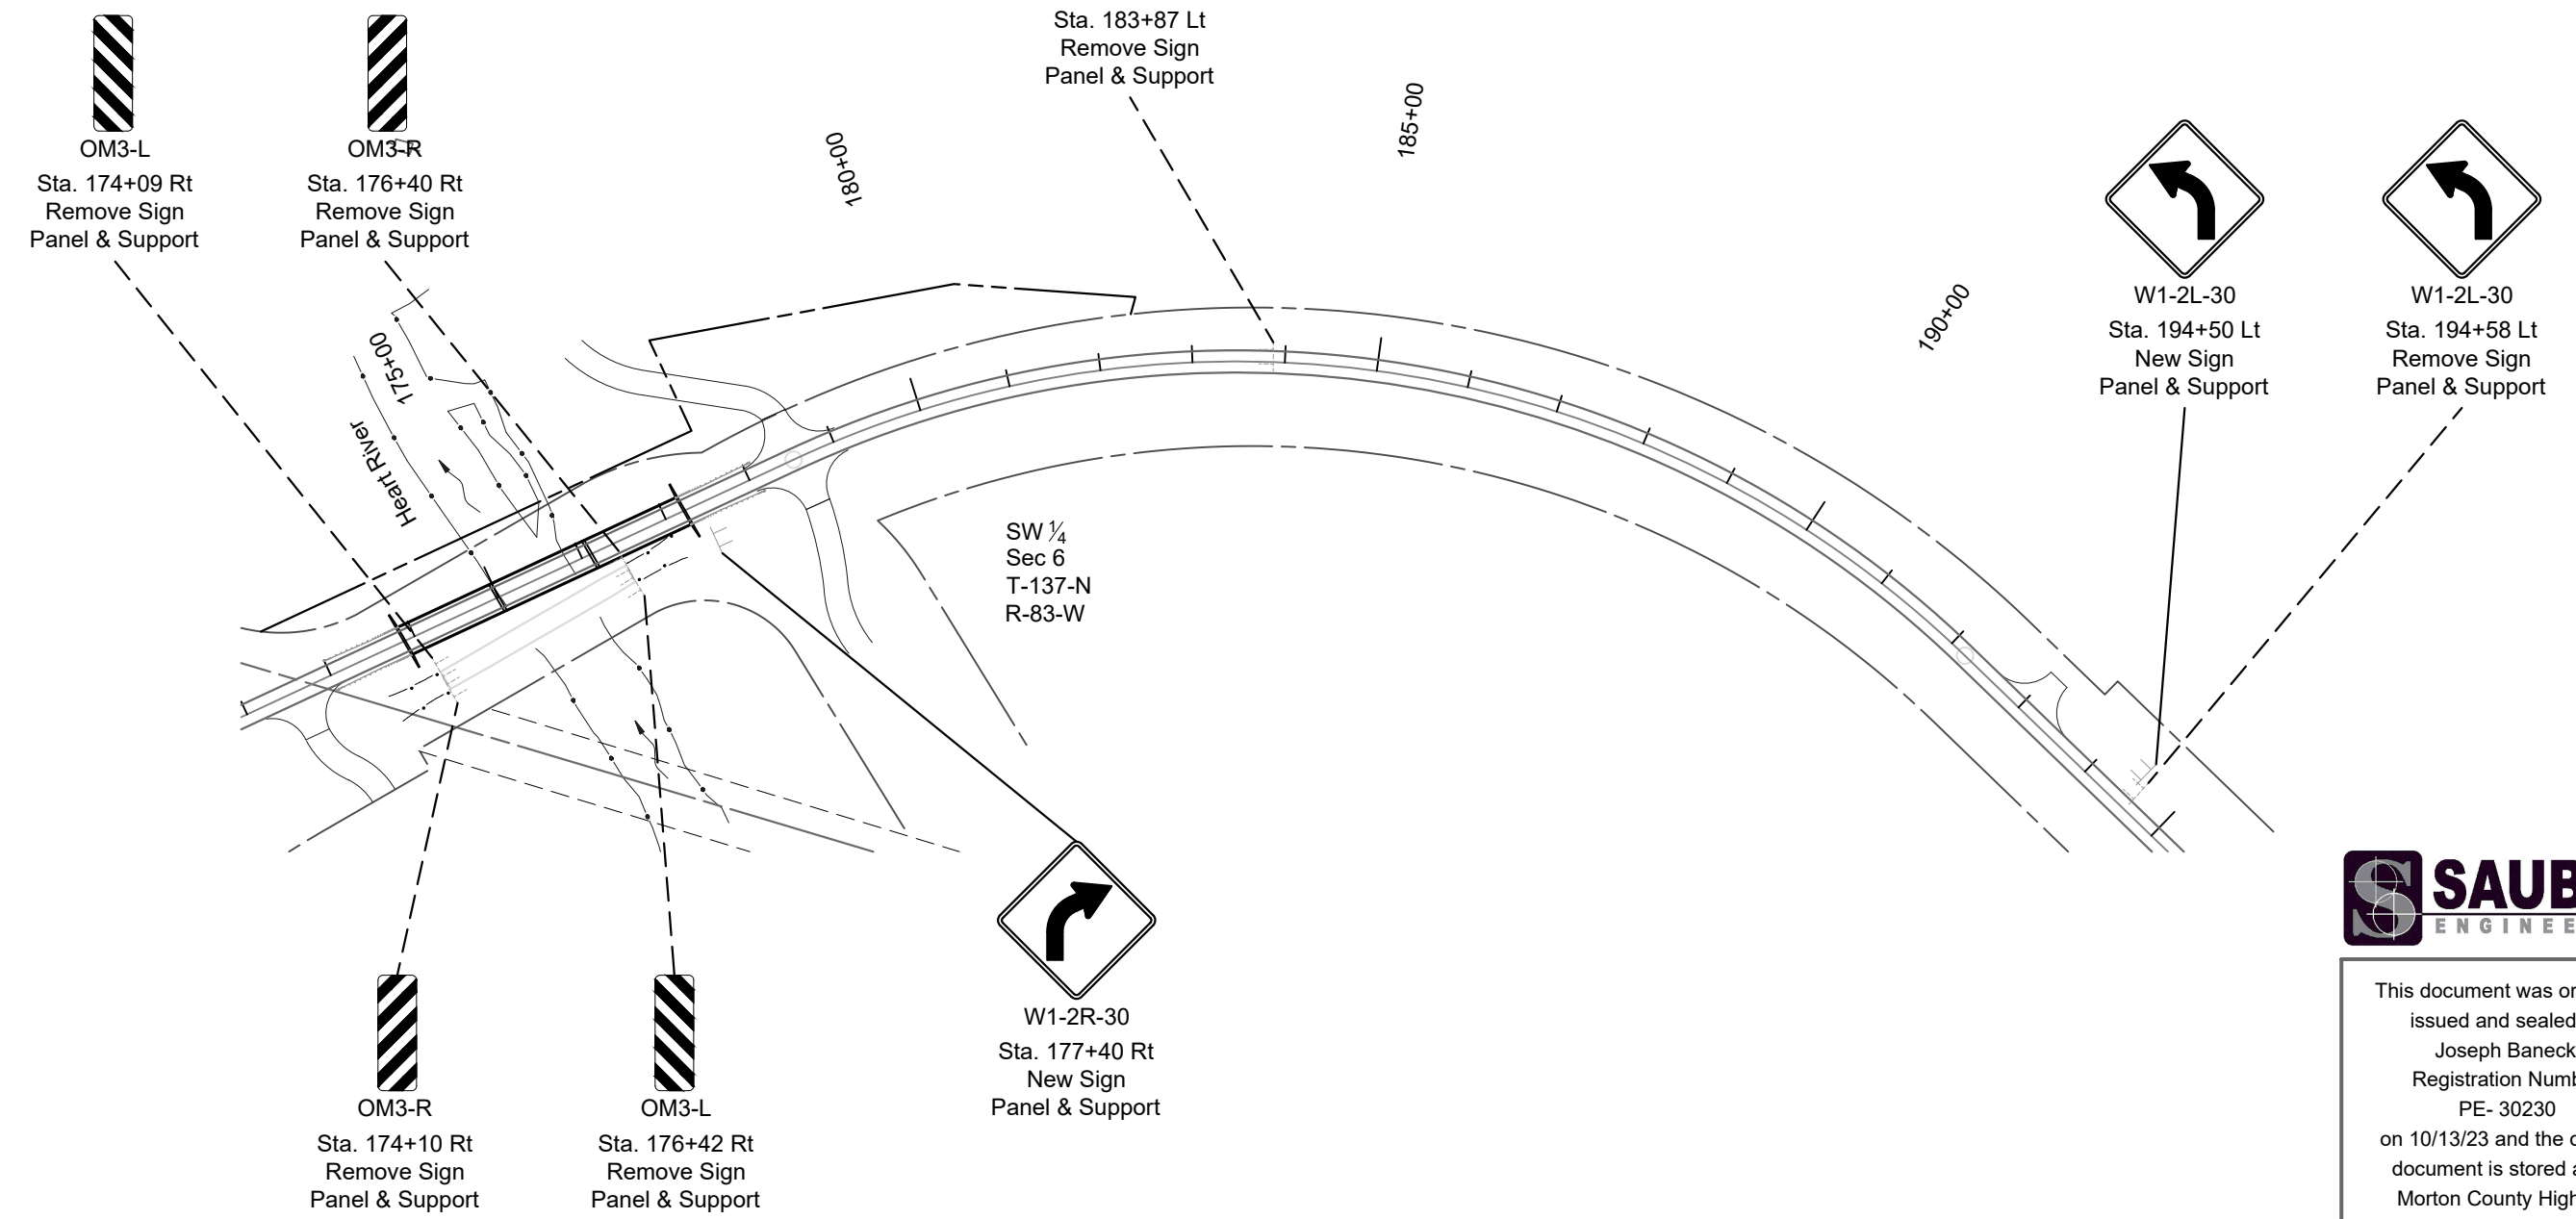 OM3-L
Sta. 174+09 Rt
Remove Sign
Panel & Support
OM3-R
Sta. 176+40 Rt
Remove Sign
Panel & Support
Sta. 183+87 Lt
Remove Sign
Panel & Support
W1-2L-30
Sta. 194+50 Lt
New Sign
Panel & Support
W1-2L-30
Sta. 194+58 Lt
Remove Sign
Panel & Support
175+00
180+00
185+00
190+00
Heart River
SW ¼
Sec 6
T-137-N
R-83-W
OM3-R
Sta. 174+10 Rt
Remove Sign
Panel & Support
OM3-L
Sta. 176+42 Rt
Remove Sign
Panel & Support
W1-2R-30
Sta. 177+40 Rt
New Sign
Panel & Support
S
SAUB
ENGINEE
This document was or
issued and sealed
Joseph Baneck
Registration Numb
PE- 30230
on 10/13/23 and the o
document is stored a
Morton County High